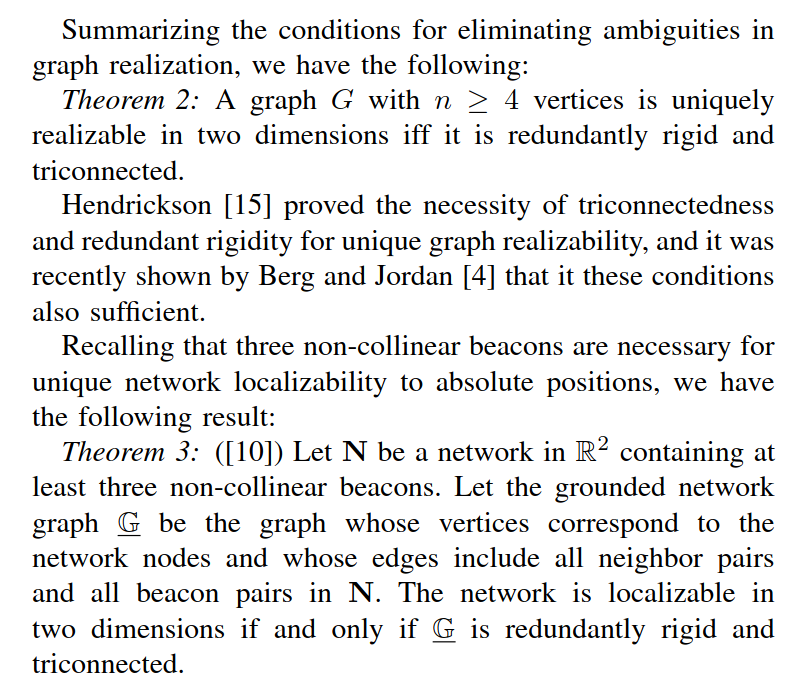 Summarizing the conditions for eliminating ambiguities in
graph realization, we have the following:
Theorem 2: A graph G with n ≥ 4 vertices is uniquely
realizable in two dimensions iff it is redundantly rigid and
triconnected.
Hendrickson [15] proved the necessity of triconnectedness
and redundant rigidity for unique graph realizability, and it was
recently shown by Berg and Jordan [4] that it these conditions
also sufficient.
Recalling that three non-collinear beacons are necessary for
unique network localizability to absolute positions, we have
the following result:
Theorem 3: ([10]) Let N be a network in ℝ² containing at
least three non-collinear beacons. Let the grounded network
graph 𝔾̲ be the graph whose vertices correspond to the
network nodes and whose edges include all neighbor pairs
and all beacon pairs in N. The network is localizable in
two dimensions if and only if 𝔾̲ is redundantly rigid and
triconnected.